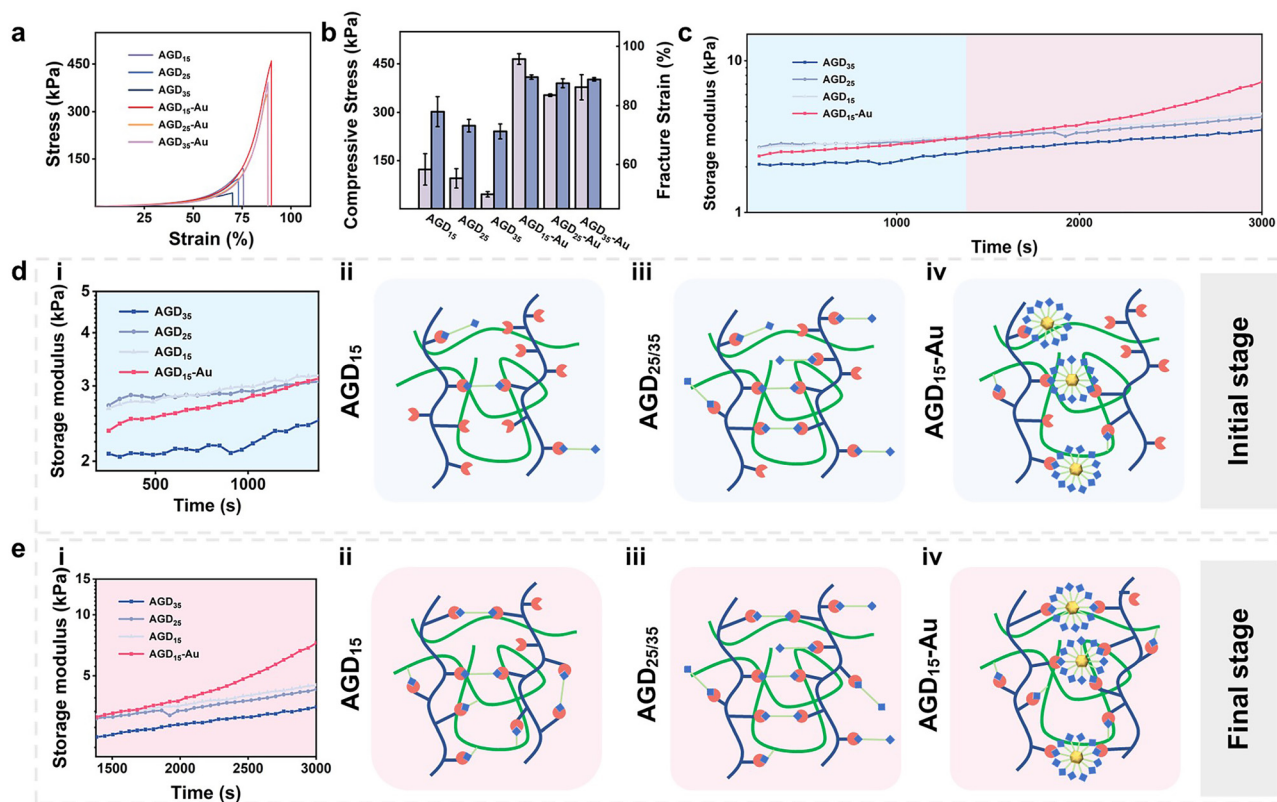 a
Stress (kPa)
450
300
150
AGD15
AGD25
AGD35
AGD15-Au
AGD25-Au
AGD35-Au
25
50
75
100
Strain (%)
b
Compressive Stress (kPa)
450
300
150
100
80
60
Fracture Strain (%)
AGD15
AGD25
AGD35
AGD15-Au
AGD25-Au
AGD35-Au
c
Storage modulus (kPa)
10
1
AGD35
AGD25
AGD15
AGD15-Au
1000
2000
3000
Time (s)
d
i
Storage modulus (kPa)
5
4
3
2
AGD35
AGD25
AGD15
AGD15-Au
500
1000
Time (s)
ii
AGD15
iii
AGD25/35
iv
AGD15-Au
Initial stage
e
i
Storage modulus (kPa)
15
10
5
AGD35
AGD25
AGD15
AGD15-Au
1500
2000
2500
3000
Time (s)
ii
AGD15
iii
AGD25/35
iv
AGD15-Au
Final stage